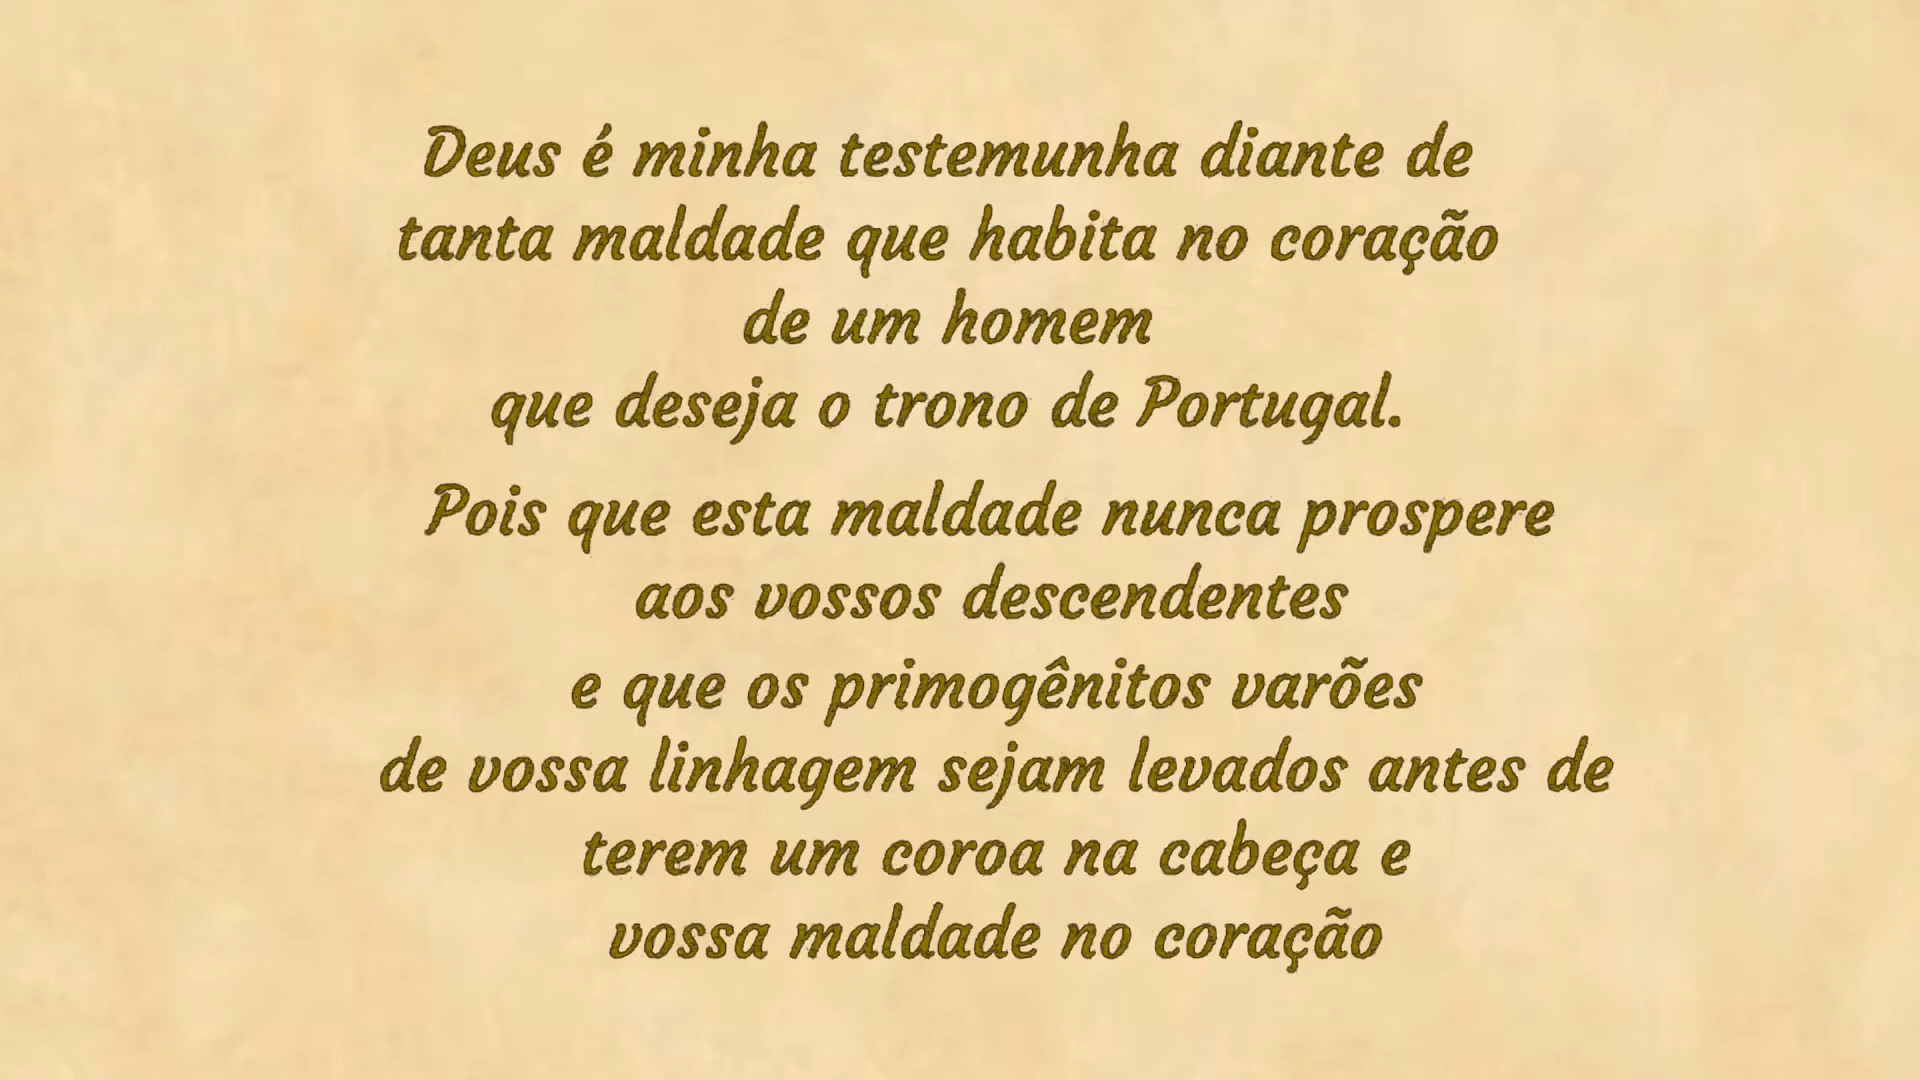 Deus é minha testemunha diante de
tanta maldade que habita no coração
de um homem
que deseja o trono de Portugal.
Pois que esta maldade nunca prospere
aos vossos descendentes
e que os primogênitos varões
de vossa linhagem sejam levados antes de
terem um coroa na cabeça e
vossa maldade no coração